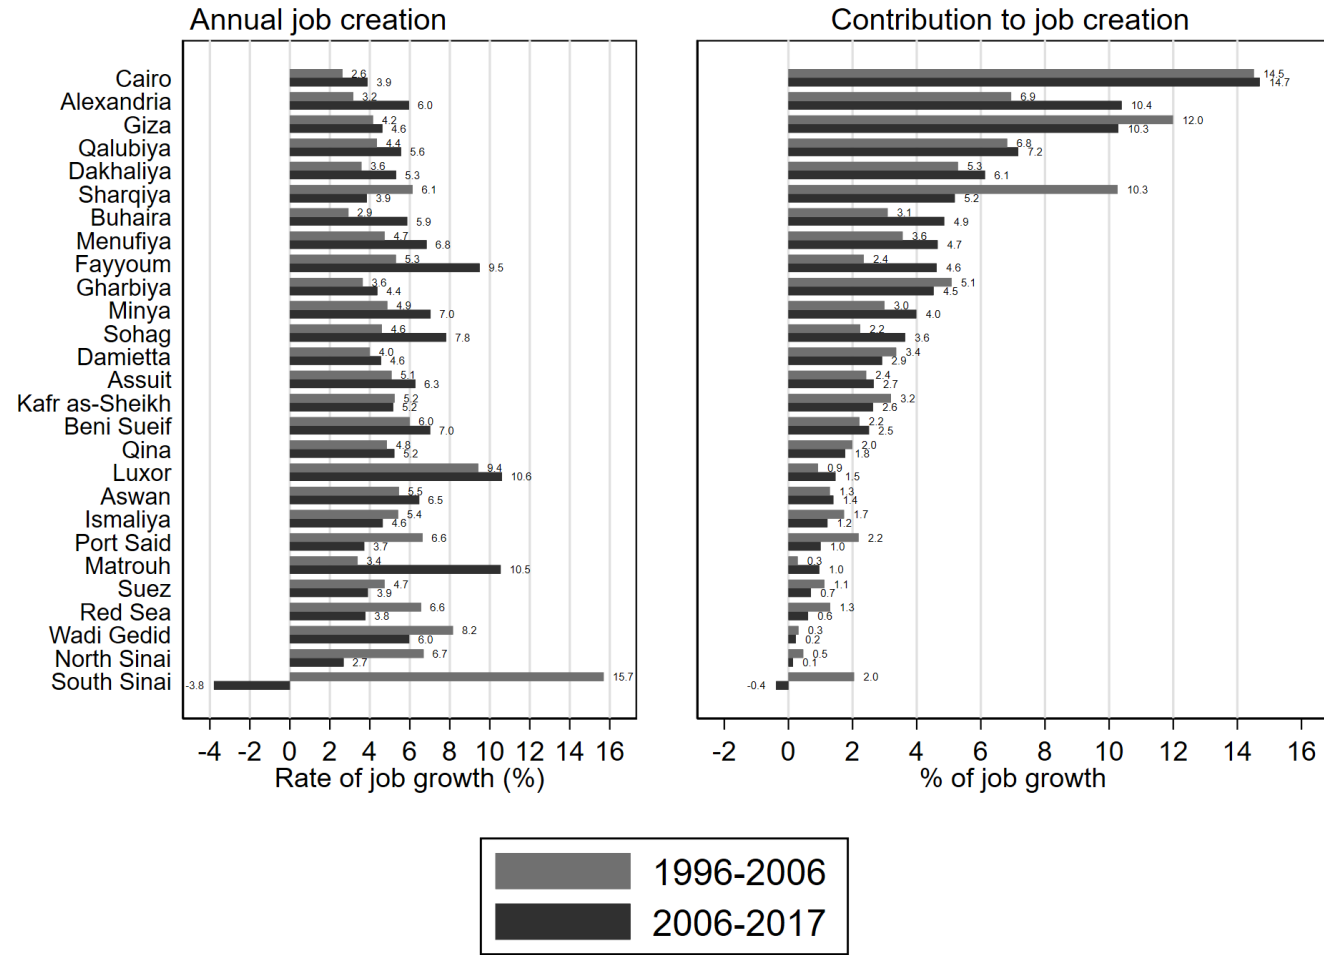 Annual job creation
Contribution to job creation
Cairo 2.6 3.9 14.5 14.7
Alexandria 3.2 6.0 6.9 10.4
Giza 4.2 4.6 12.0 10.3
Qalubiya 4.4 5.6 6.8 7.2
Dakhaliya 3.6 5.3 5.3 6.1
Sharqiya 6.1 3.9 10.3 5.2
Buhaira 2.9 5.9 3.1 4.9
Menufiya 4.7 6.8 3.6 4.7
Fayyoum 5.3 9.5 2.4 4.6
Gharbiya 3.6 4.4 5.1 4.5
Minya 4.9 7.0 3.0 4.0
Sohag 4.6 7.8 2.2 3.6
Damietta 4.0 4.6 3.4 2.9
Assuit 5.1 6.3 2.4 2.7
Kafr as-Sheikh 5.2 5.2 3.2 2.6
Beni Sueif 6.0 7.0 2.2 2.5
Qina 4.8 5.2 2.0 1.8
Luxor 9.4 10.6 0.9 1.5
Aswan 5.5 6.5 1.3 1.4
Ismaliya 5.4 4.6 1.7 1.2
Port Said 6.6 3.7 2.2 1.0
Matrouh 3.4 10.5 0.3 1.0
Suez 4.7 3.9 1.1 0.7
Red Sea 6.6 3.8 1.3 0.6
Wadi Gedid 8.2 6.0 0.3 0.2
North Sinai 6.7 2.7 0.5 0.1
South Sinai 15.7 -3.8 2.0 -0.4
-4 -2 0 2 4 6 8 10 12 14 16
Rate of job growth (%)
-2 0 2 4 6 8 10 12 14 16
% of job growth
1996-2006
2006-2017